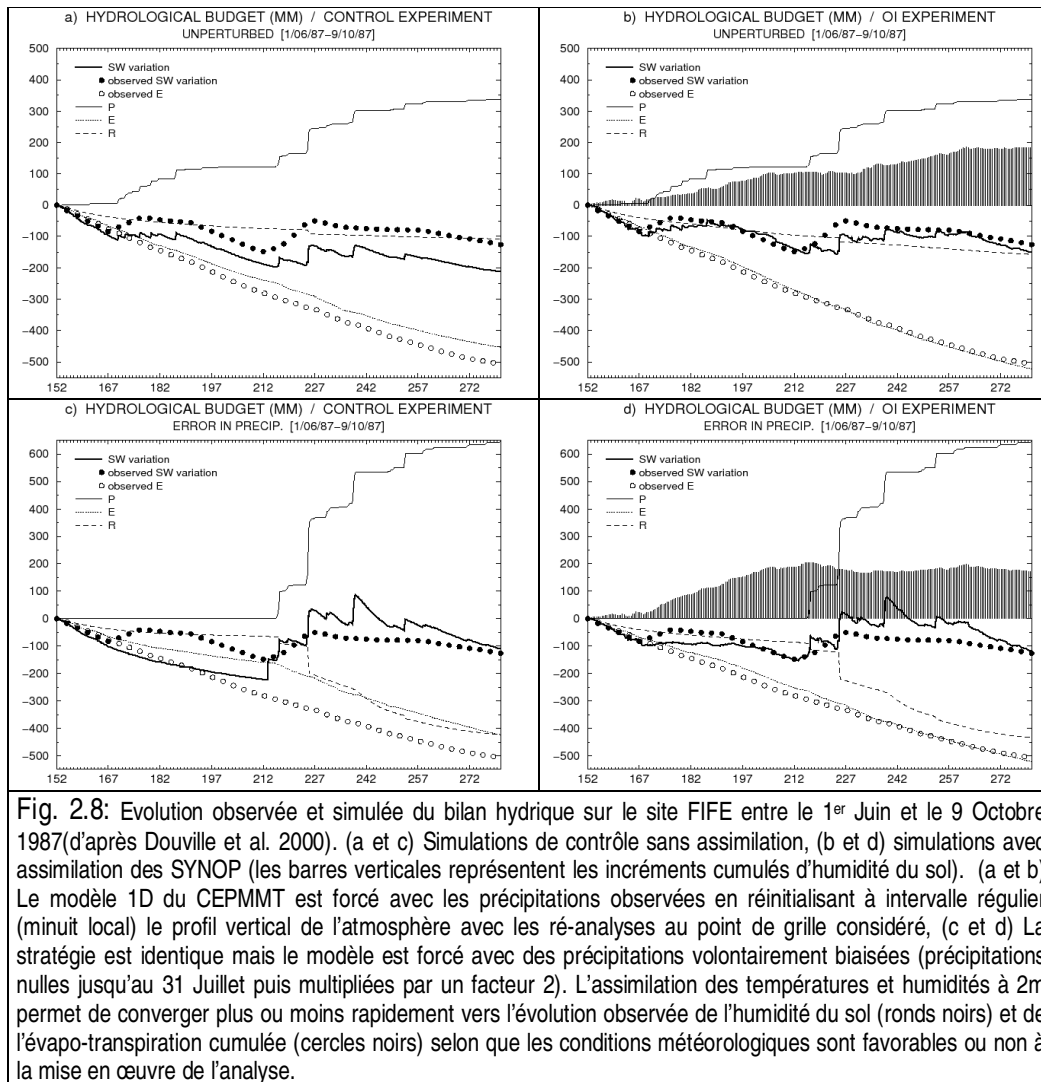 a) HYDROLOGICAL BUDGET (MM) / CONTROL EXPERIMENT
UNPERTURBED [1/06/87−9/10/87]
500
400
300
200
100
0
−100
−200
−300
−400
−500
SW variation
observed SW variation
observed E
P
E
R
152 167 182 197 212 227 242 257 272
b) HYDROLOGICAL BUDGET (MM) / OI EXPERIMENT
UNPERTURBED [1/06/87−9/10/87]
500
400
300
200
100
0
−100
−200
−300
−400
−500
SW variation
observed SW variation
observed E
P
E
R
152 167 182 197 212 227 242 257 272
c) HYDROLOGICAL BUDGET (MM) / CONTROL EXPERIMENT
ERROR IN PRECIP. [1/06/87−9/10/87]
600
500
400
300
200
100
0
−100
−200
−300
−400
−500
SW variation
observed SW variation
observed E
P
E
R
152 167 182 197 212 227 242 257 272
d) HYDROLOGICAL BUDGET (MM) / OI EXPERIMENT
ERROR IN PRECIP. [1/06/87−9/10/87]
600
500
400
300
200
100
0
−100
−200
−300
−400
−500
SW variation
observed SW variation
observed E
P
E
R
152 167 182 197 212 227 242 257 272
Fig. 2.8: Evolution observée et simulée du bilan hydrique sur le site FIFE entre le 1er Juin et le 9 Octobre
1987(d'après Douville et al. 2000). (a et c) Simulations de contrôle sans assimilation, (b et d) simulations avec
assimilation des SYNOP (les barres verticales représentent les incréments cumulés d'humidité du sol). (a et b)
Le modèle 1D du CEPMMT est forcé avec les précipitations observées en réinitialisant à intervalle régulier
(minuit local) le profil vertical de l'atmosphère avec les ré-analyses au point de grille considéré, (c et d) La
stratégie est identique mais le modèle est forcé avec des précipitations volontairement biaisées (précipitations
nulles jusqu'au 31 Juillet puis multipliées par un facteur 2). L'assimilation des températures et humidités à 2m
permet de converger plus ou moins rapidement vers l'évolution observée de l'humidité du sol (ronds noirs) et de
l'évapo-transpiration cumulée (cercles noirs) selon que les conditions météorologiques sont favorables ou non à
la mise en œuvre de l'analyse.